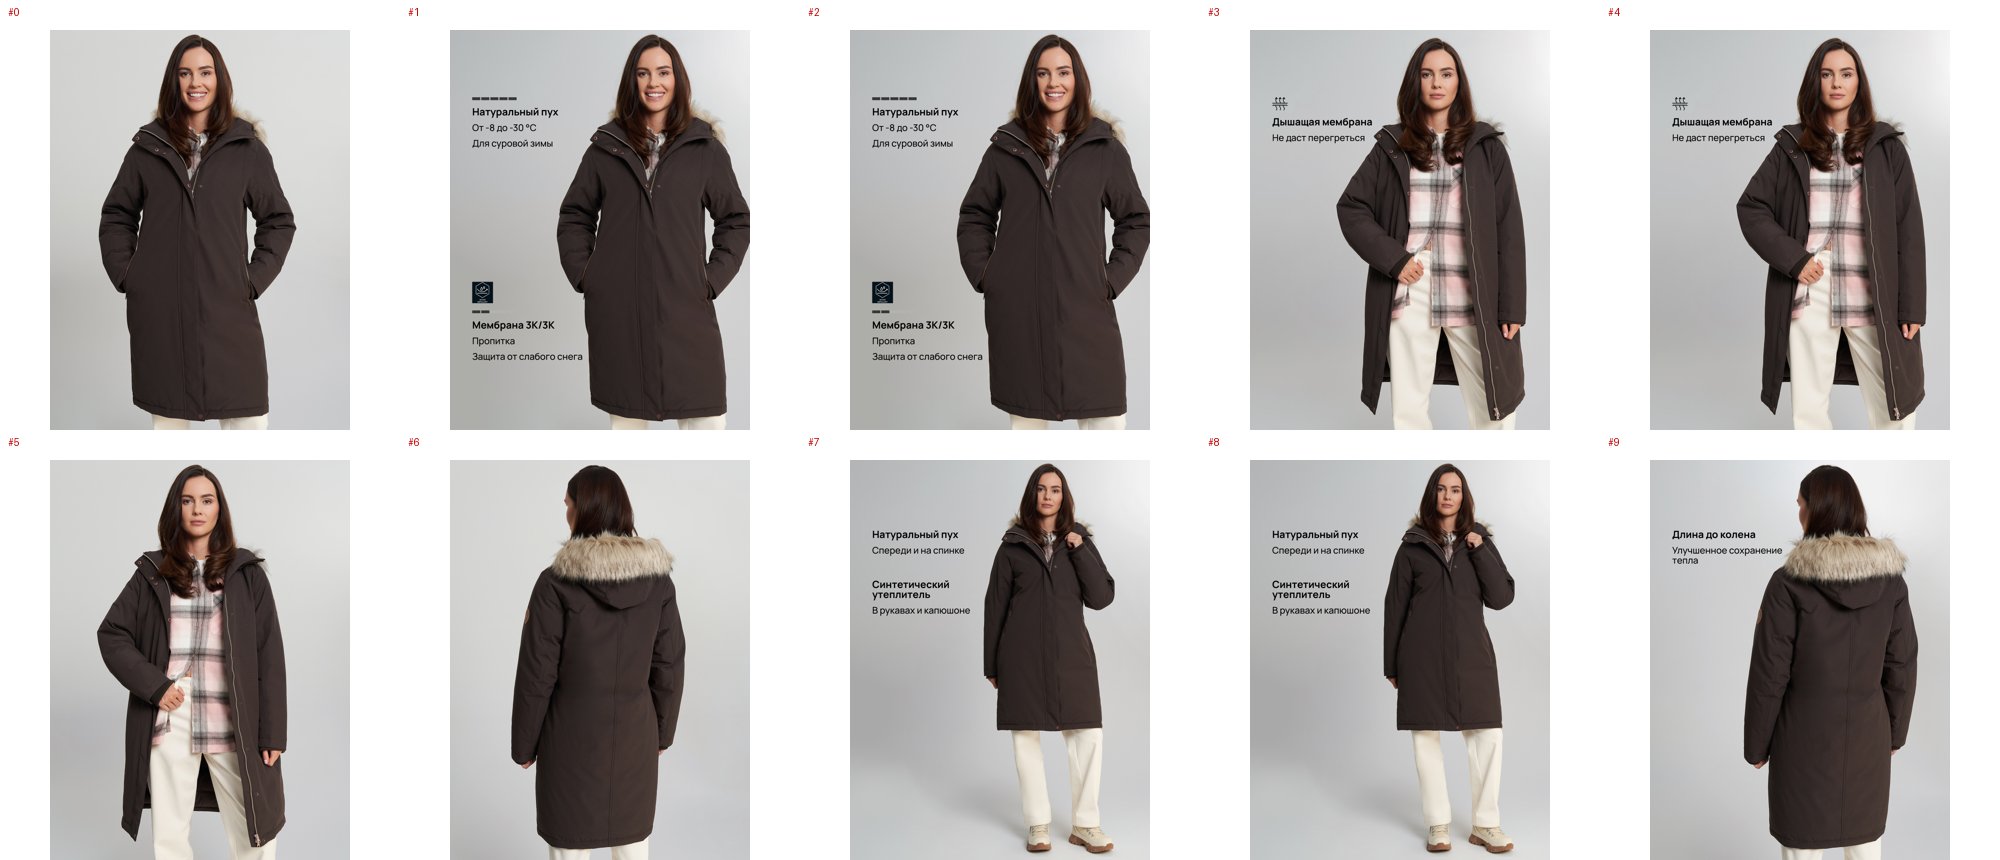 #0
#1
#2
#3
#4
Натуральный пух
От -8 до -30 °C
Для суровой зимы
Мембрана 3К/3К
Пропитка
Защита от слабого снега
Натуральный пух
От -8 до -30 °C
Для суровой зимы
Мембрана 3К/3К
Пропитка
Защита от слабого снега
Дышащая мембрана
Не даст перегреться
Дышащая мембрана
Не даст перегреться
#5
#6
#7
#8
#9
Натуральный пух
Спереди и на спинке
Синтетический
утеплитель
В рукавах и капюшоне
Натуральный пух
Спереди и на спинке
Синтетический
утеплитель
В рукавах и капюшоне
Длина до колена
Улучшенное сохранение
тепла